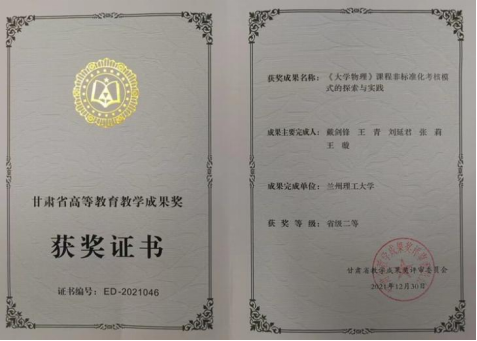 甘肃省高等教育教学成果奖
获奖证书
证书编号：ED-2021046
获奖成果名称：《大学物理》课程非标准化考核模
式的探索与实践
成果主要完成人：戴剑锋 王 青 刘延君 张 莉
王 璇
成果完成单位：兰州理工大学
获 奖 等 级：省级二等
甘肃省教学成果奖评审委员会
2021年12月30日